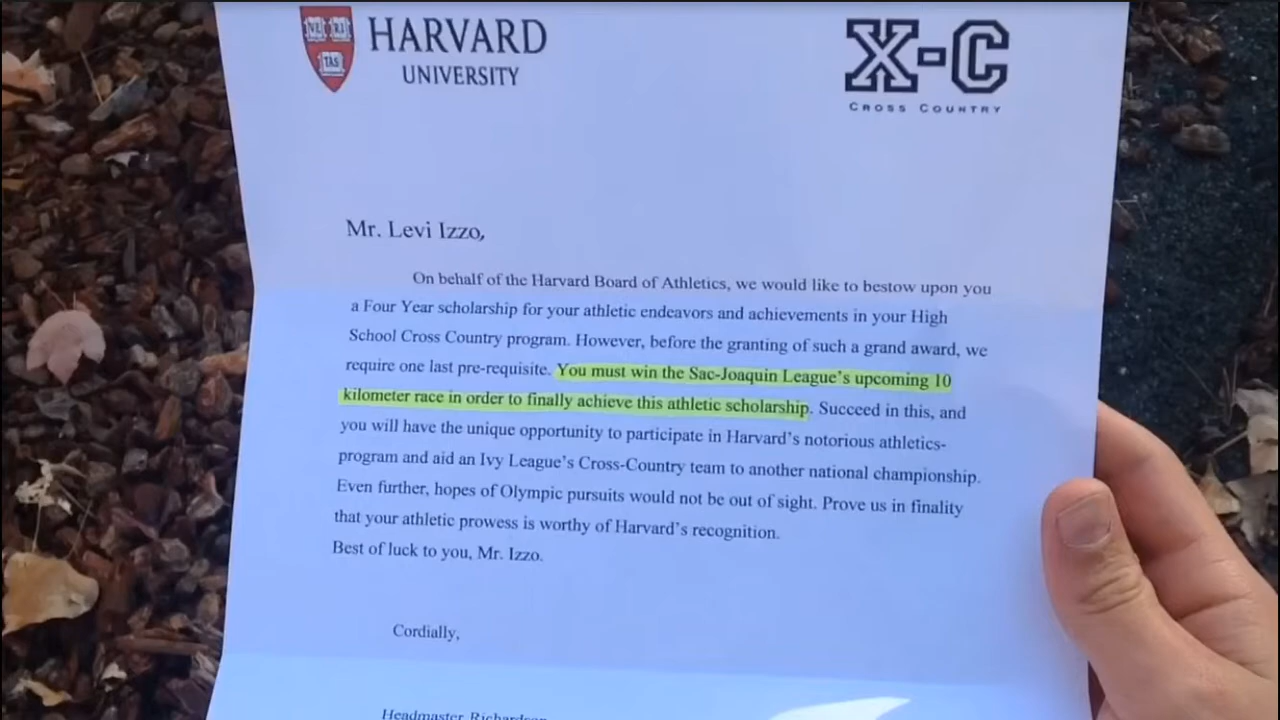 HARVARD
UNIVERSITY
VE RI
TAS
X-C
CROSS COUNTRY
Mr. Levi Izzo,
On behalf of the Harvard Board of Athletics, we would like to bestow upon you
a Four Year scholarship for your athletic endeavors and achievements in your High
School Cross Country program. However, before the granting of such a grand award, we
require one last pre-requisite. You must win the Sac-Joaquin League's upcoming 10
kilometer race in order to finally achieve this athletic scholarship. Succeed in this, and
you will have the unique opportunity to participate in Harvard's notorious athletics-
program and aid an Ivy League's Cross-Country team to another national championship.
Even further, hopes of Olympic pursuits would not be out of sight. Prove us in finality
that your athletic prowess is worthy of Harvard's recognition.
Best of luck to you, Mr. Izzo.
Cordially,
Headmaster Richardson